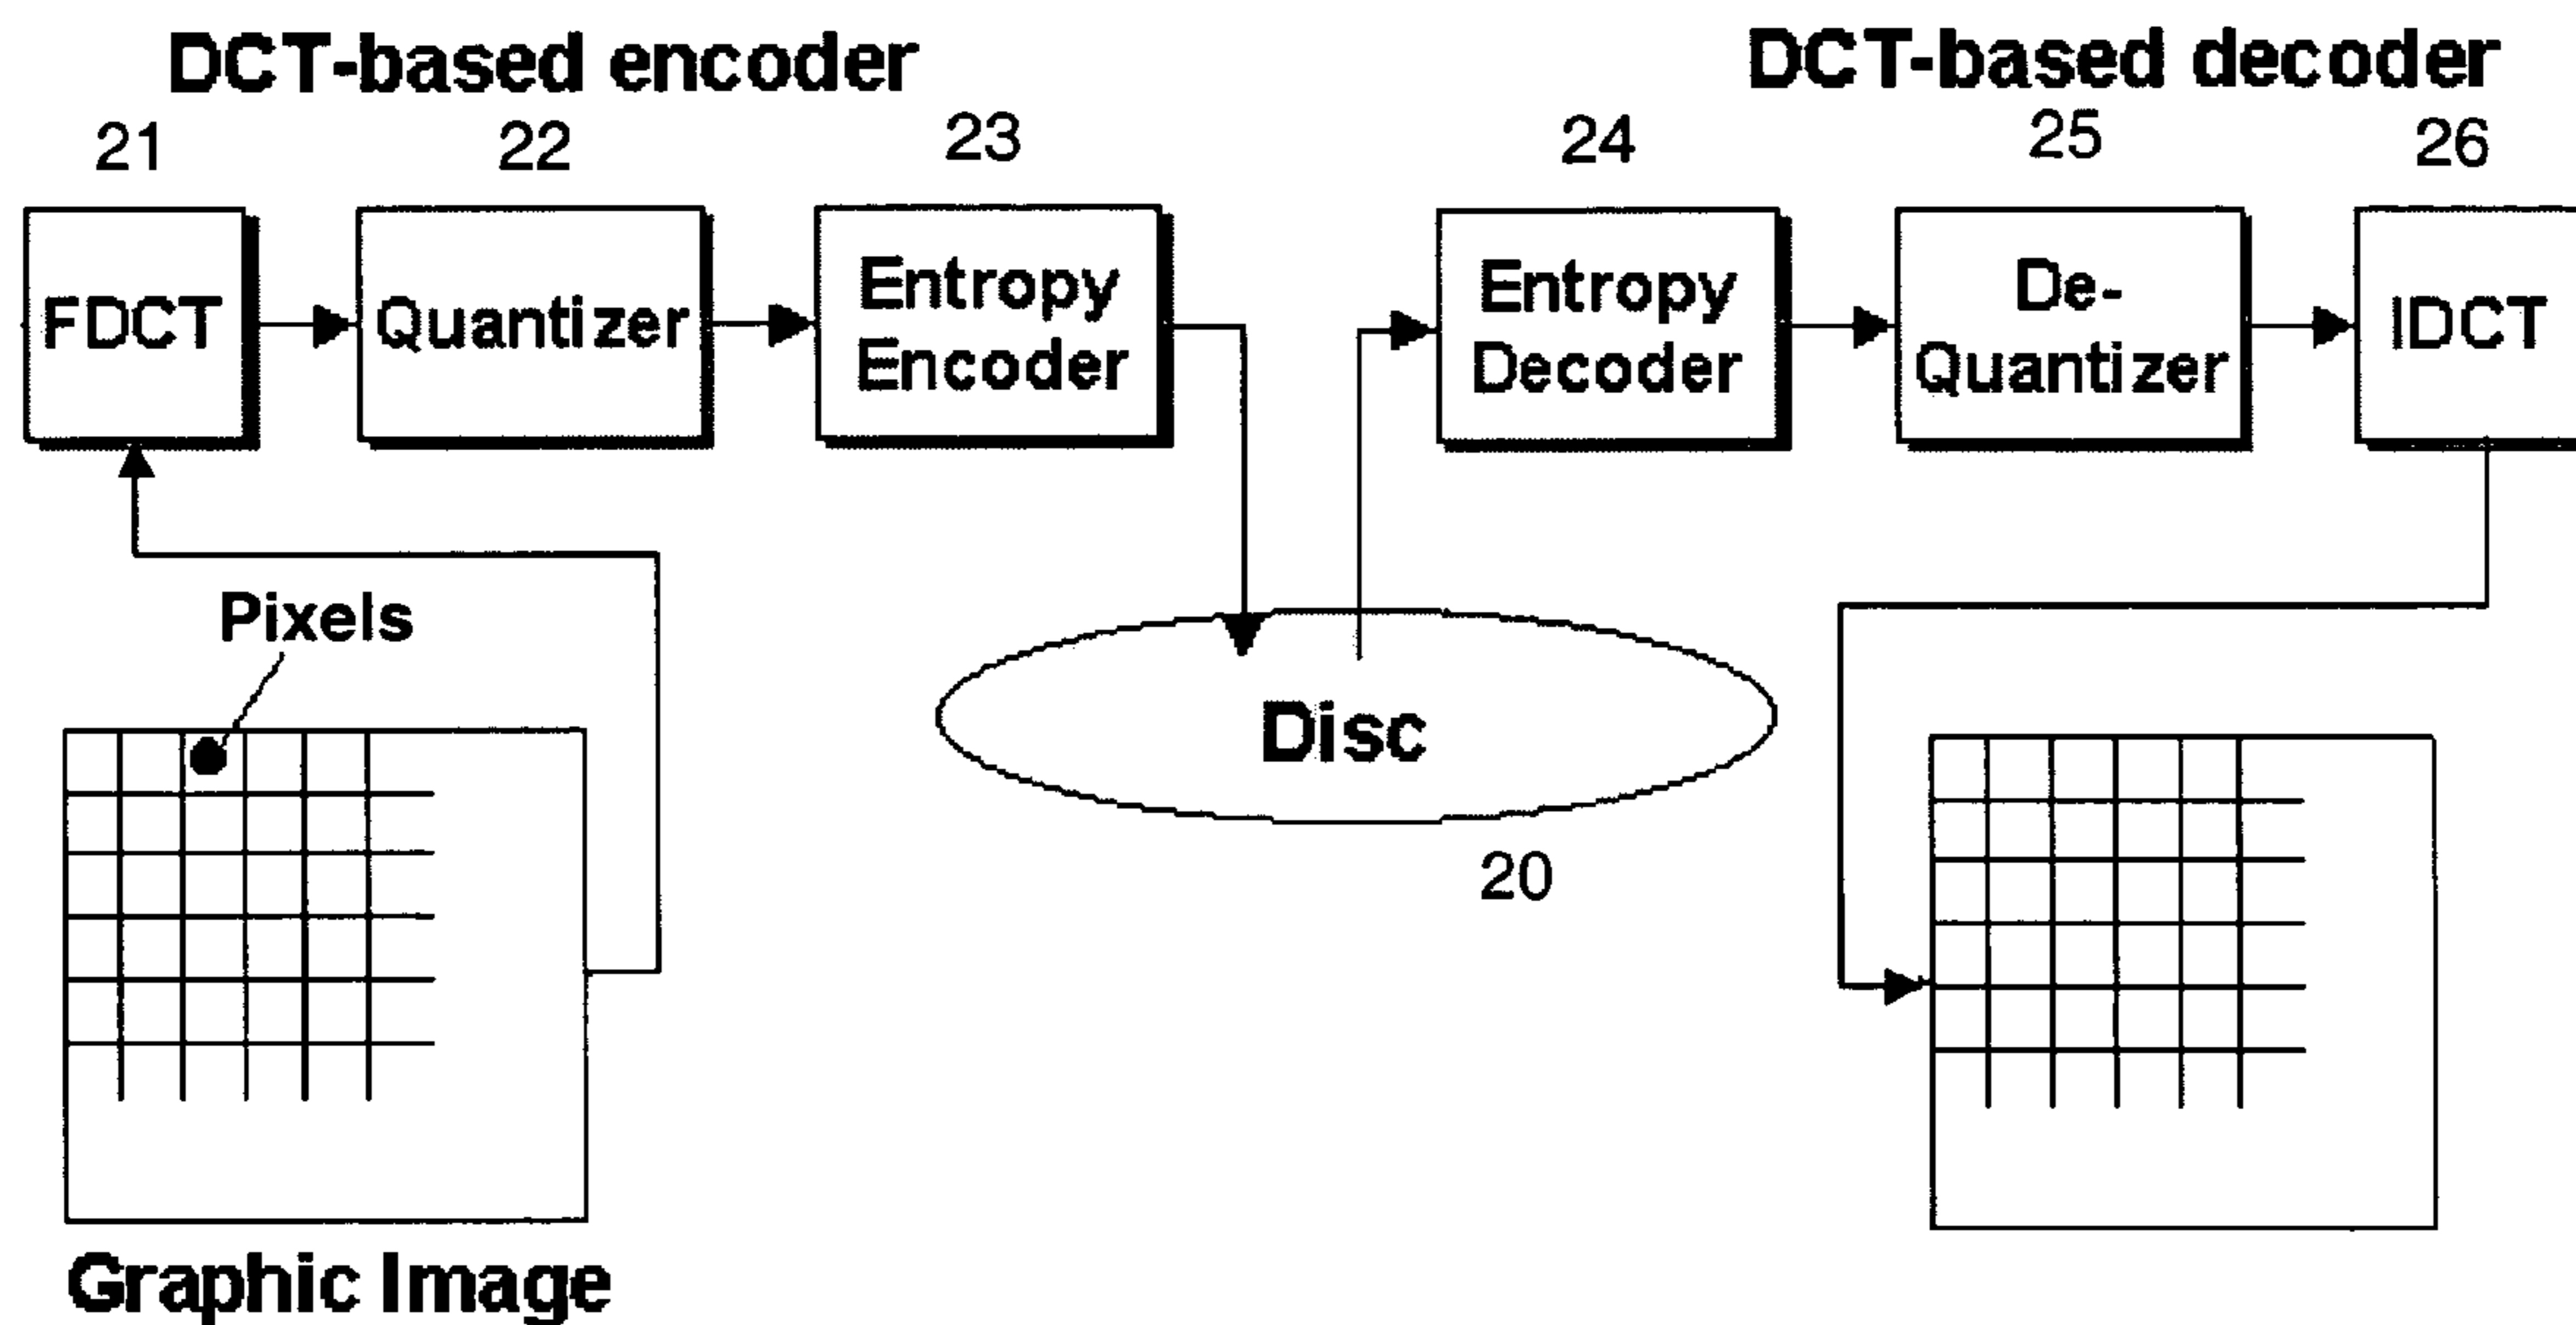 DCT-based encoder
DCT-based decoder
21
22
23
24
25
26
FDCT
Quantizer
Entropy
Encoder
Entropy
Decoder
De-
Quantizer
IDCT
Pixels
Disc
20
Graphic Image